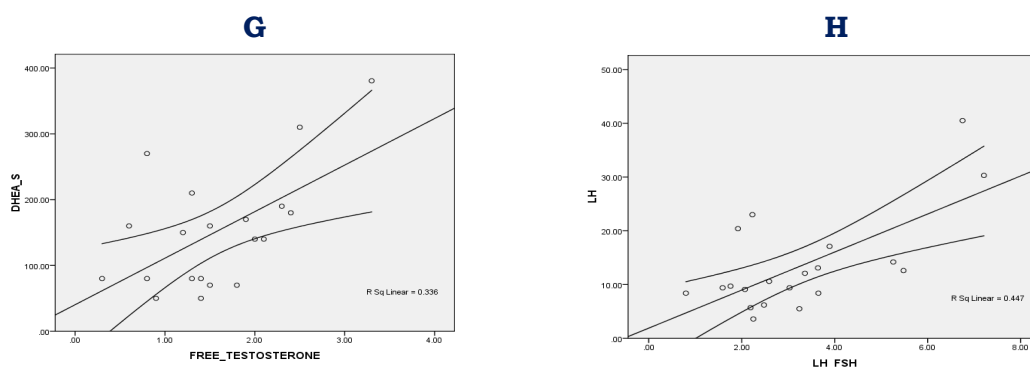 G
400.00
300.00
200.00
100.00
.00
DHEA_S
R Sq Linear = 0.336
.00 1.00 2.00 3.00 4.00
FREE_TESTOSTERONE
H
50.00
40.00
30.00
20.00
10.00
.00
LH
R Sq Linear = 0.447
.00 2.00 4.00 6.00 8.00
LH_FSH